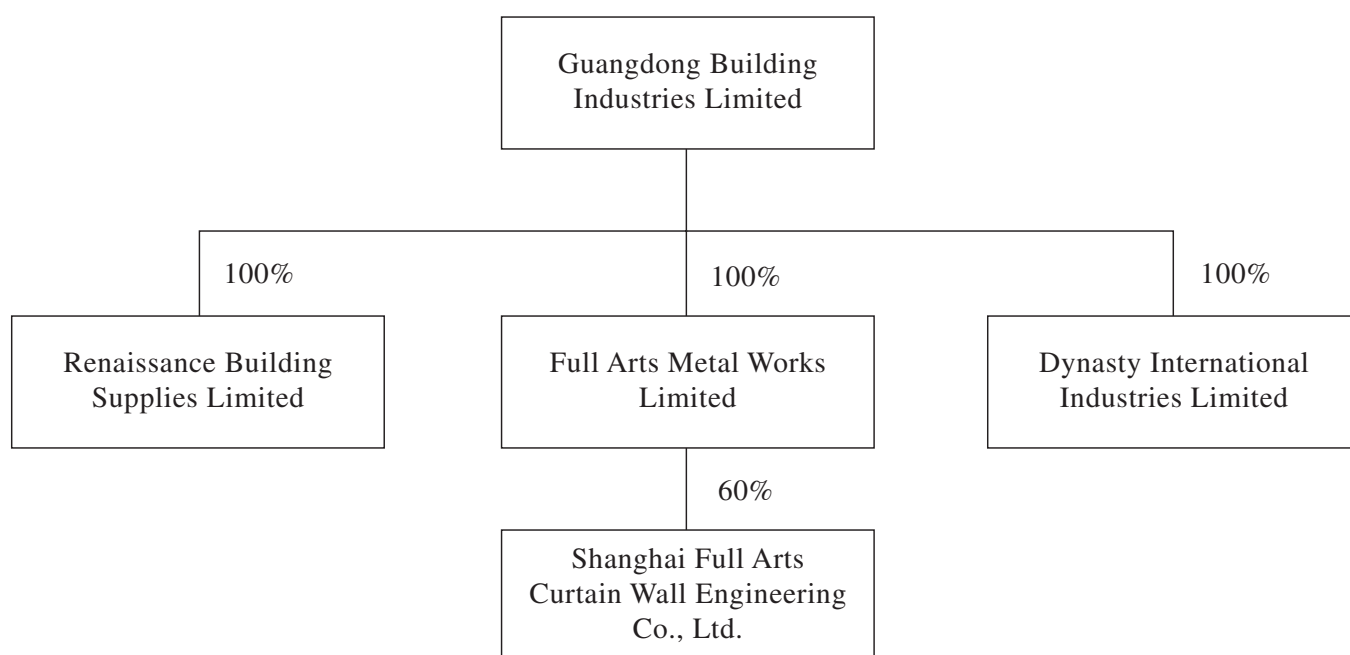 Guangdong Building
Industries Limited
100%
100%
100%
Renaissance Building
Supplies Limited
Full Arts Metal Works
Limited
Dynasty International
Industries Limited
60%
Shanghai Full Arts
Curtain Wall Engineering
Co., Ltd.